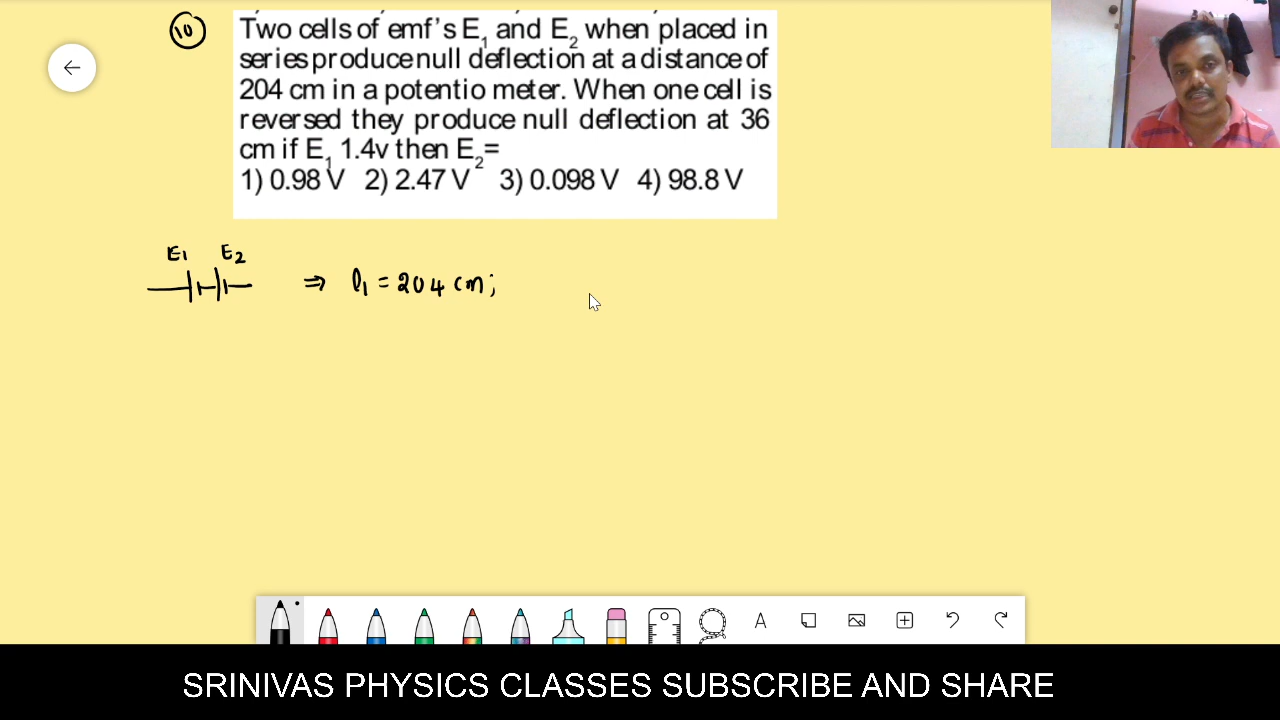 10
Two cells of emf's E1 and E2 when placed in
series produce null deflection at a distance of
204 cm in a potentio meter. When one cell is
reversed they produce null deflection at 36
cm if E1 1.4v then E2=
1) 0.98 V 2) 2.47 V 3) 0.098 V 4) 98.8 V
E1 E2
⇒ l1 = 204 cm;
A
SRINIVAS PHYSICS CLASSES SUBSCRIBE AND SHARE